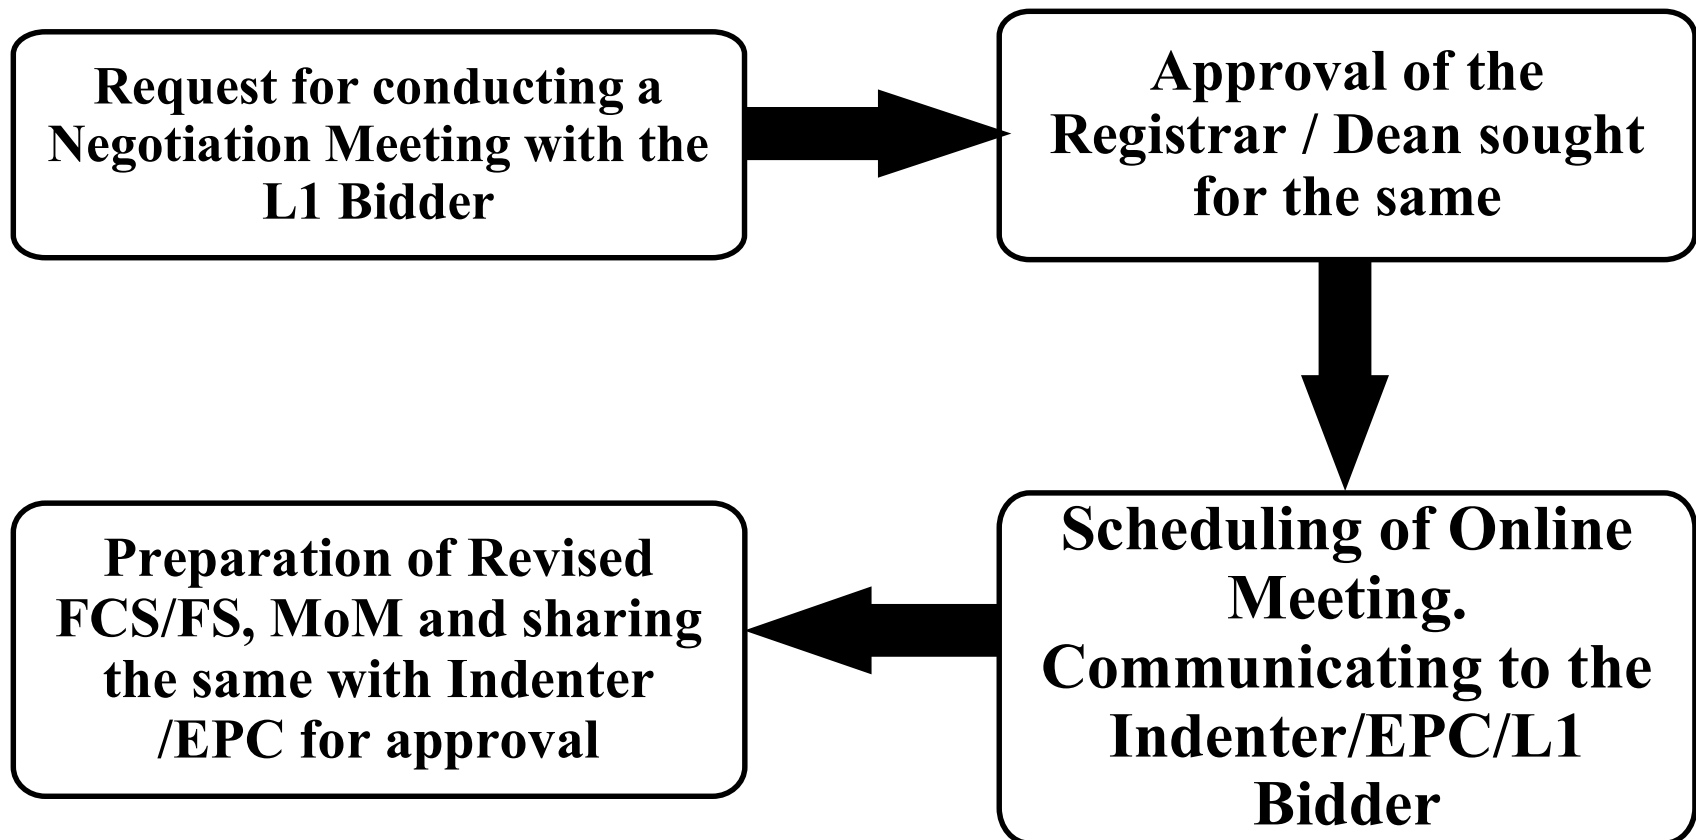 Request for conducting a
Negotiation Meeting with the
L1 Bidder
Approval of the
Registrar / Dean sought
for the same
Scheduling of Online
Meeting.
Communicating to the
Indenter/EPC/L1
Bidder
Preparation of Revised
FCS/FS, MoM and sharing
the same with Indenter
/EPC for approval